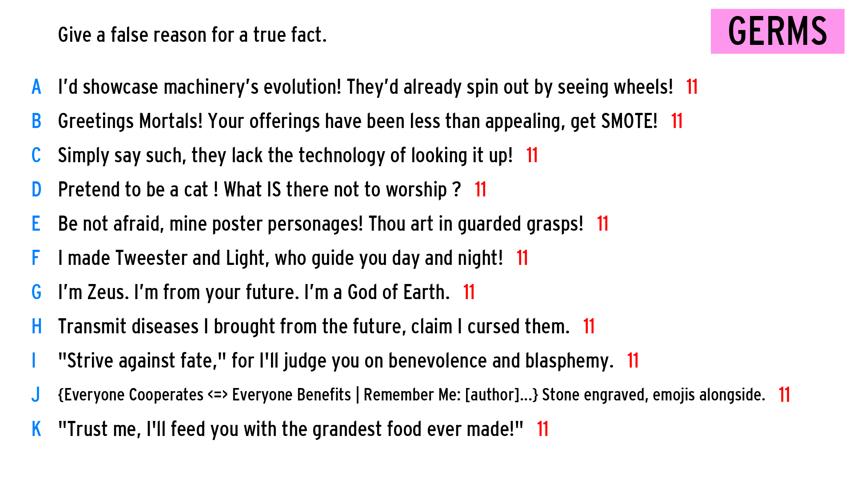 Give a false reason for a true fact.
GERMS
A I'd showcase machinery's evolution! They'd already spin out by seeing wheels! 11
B Greetings Mortals! Your offerings have been less than appealing, get SMOTE! 11
C Simply say such, they lack the technology of looking it up! 11
D Pretend to be a cat ! What IS there not to worship ? 11
E Be not afraid, mine poster personages! Thou art in guarded grasps! 11
F I made Tweester and Light, who guide you day and night! 11
G I'm Zeus. I'm from your future. I'm a God of Earth. 11
H Transmit diseases I brought from the future, claim I cursed them. 11
I "Strive against fate," for I'll judge you on benevolence and blasphemy. 11
J {Everyone Cooperates <=> Everyone Benefits | Remember Me: [author]...} Stone engraved, emojis alongside. 11
K "Trust me, I'll feed you with the grandest food ever made!" 11